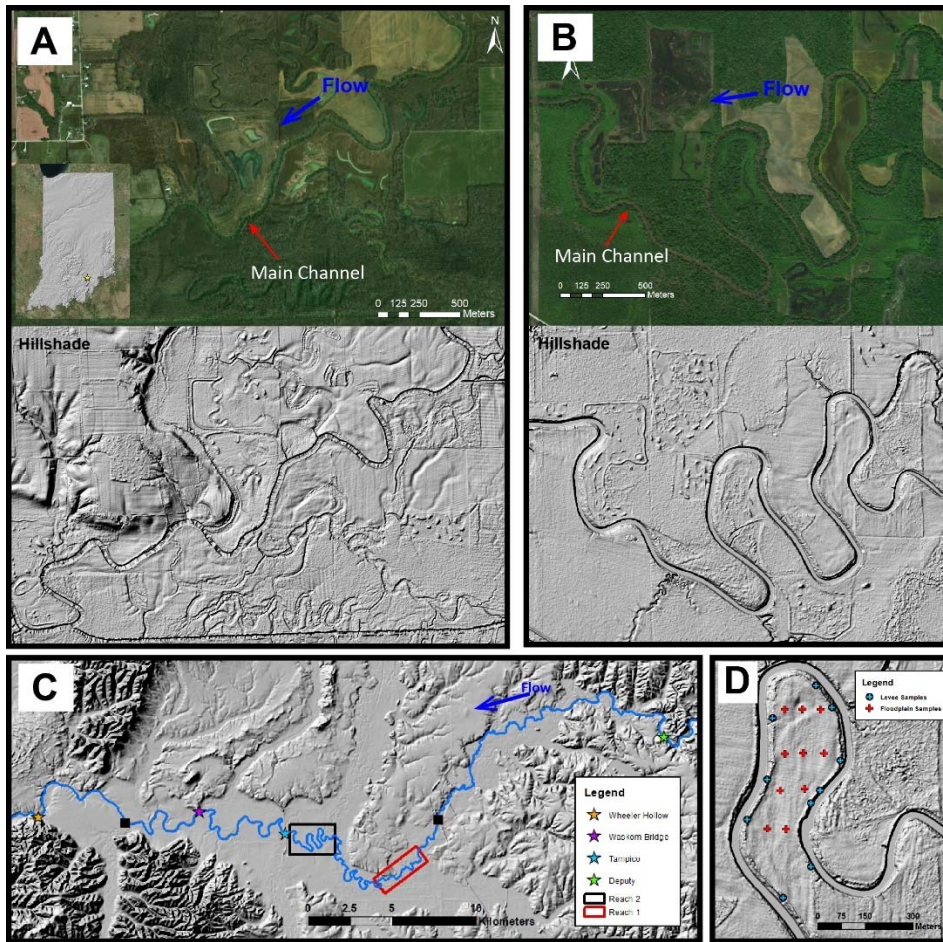 A
N
Flow
Main Channel
0 125 250 500
Meters
Hillshade
B
Flow
Main Channel
0 125 250 500
Meters
Hillshade
C
Flow
Legend
Wheeler Hollow
Waskom Bridge
Tampico
Deputy
Reach 2
Reach 1
0 2.5 5 10
Kilometers
D
Legend
Levee Samples
Floodplain Samples
0 75 150 300
Meters